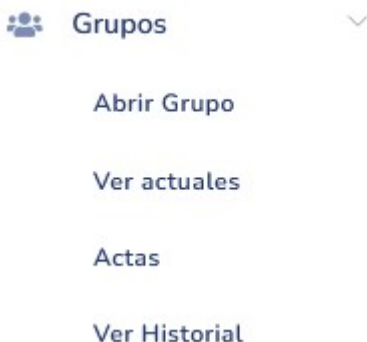 Grupos
Abrir Grupo
Ver actuales
Actas
Ver Historial